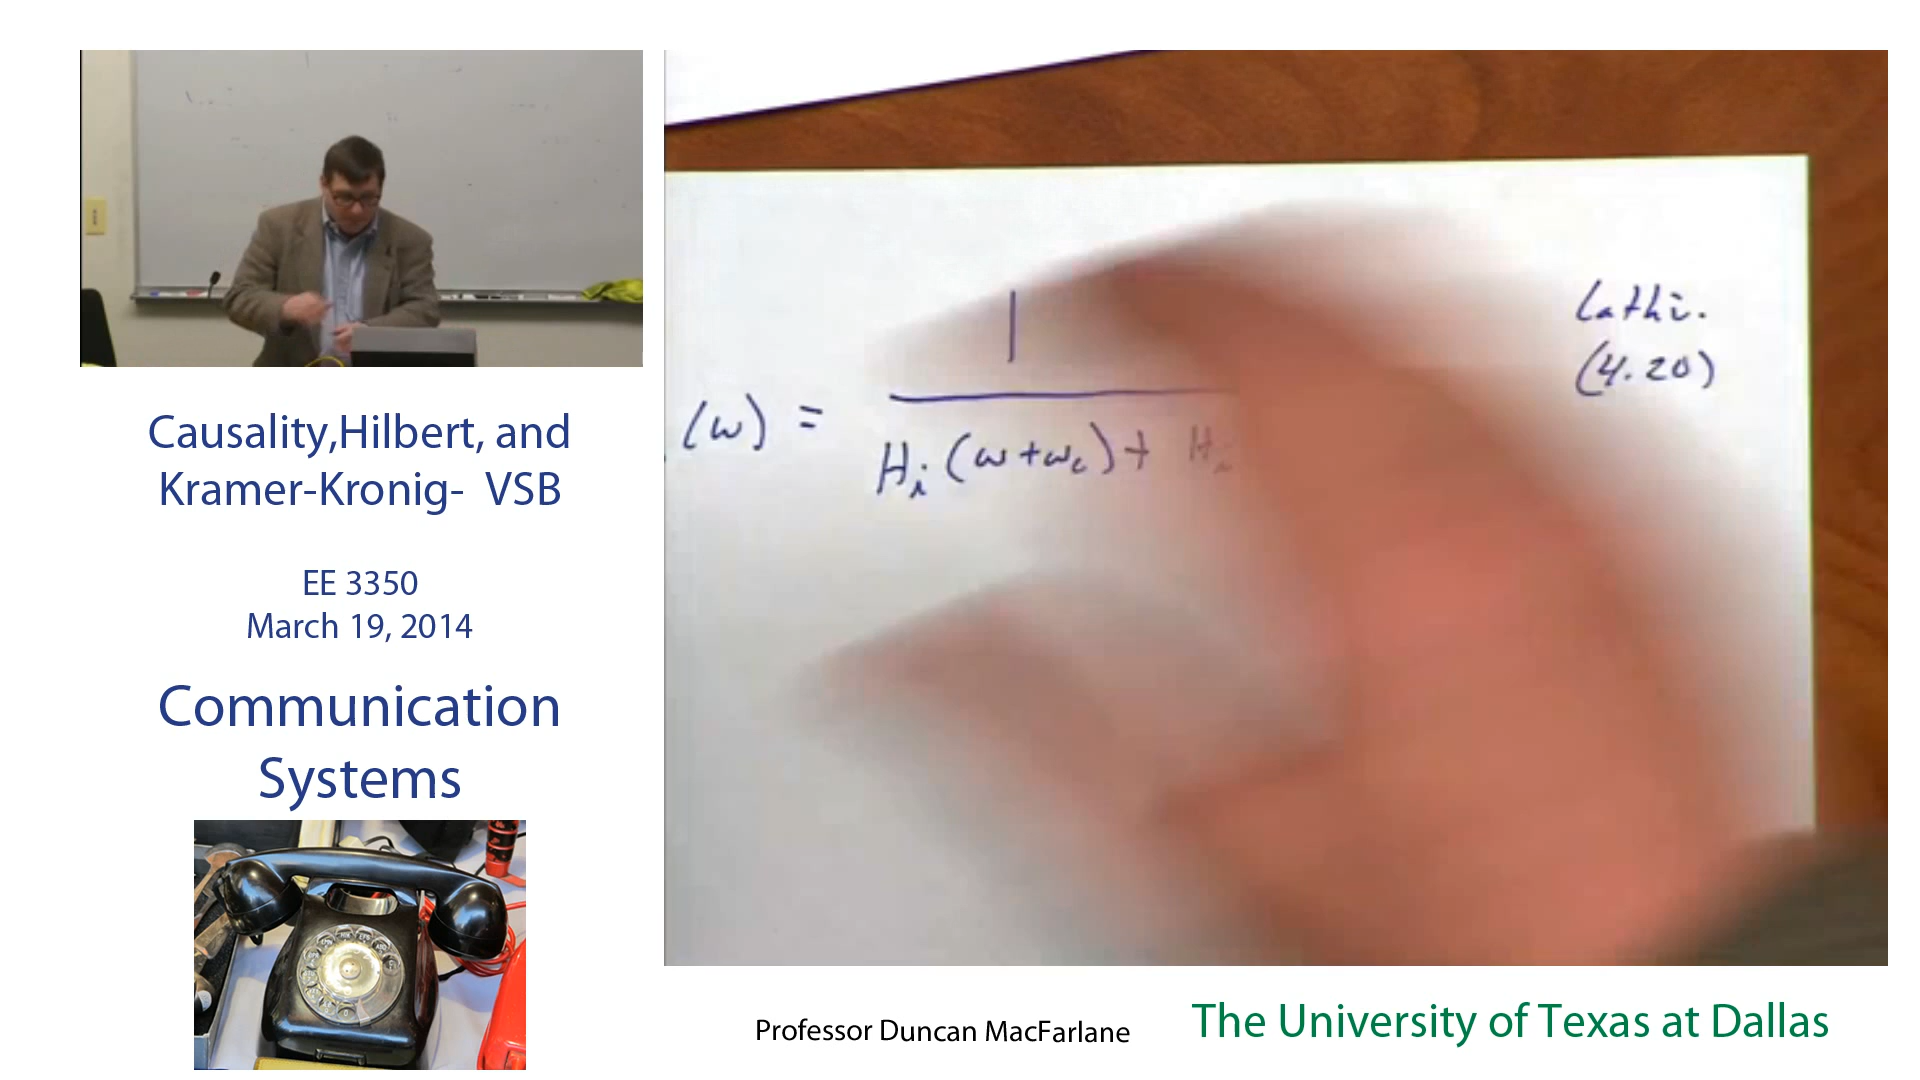 Causality,Hilbert, and
Kramer-Kronig- VSB
EE 3350
March 19, 2014
Communication
Systems
1
(ω) =
Hᵢ(ω+ω꜀)+ Hᵢ
Lathi.
(4.20)
Professor Duncan MacFarlane
The University of Texas at Dallas